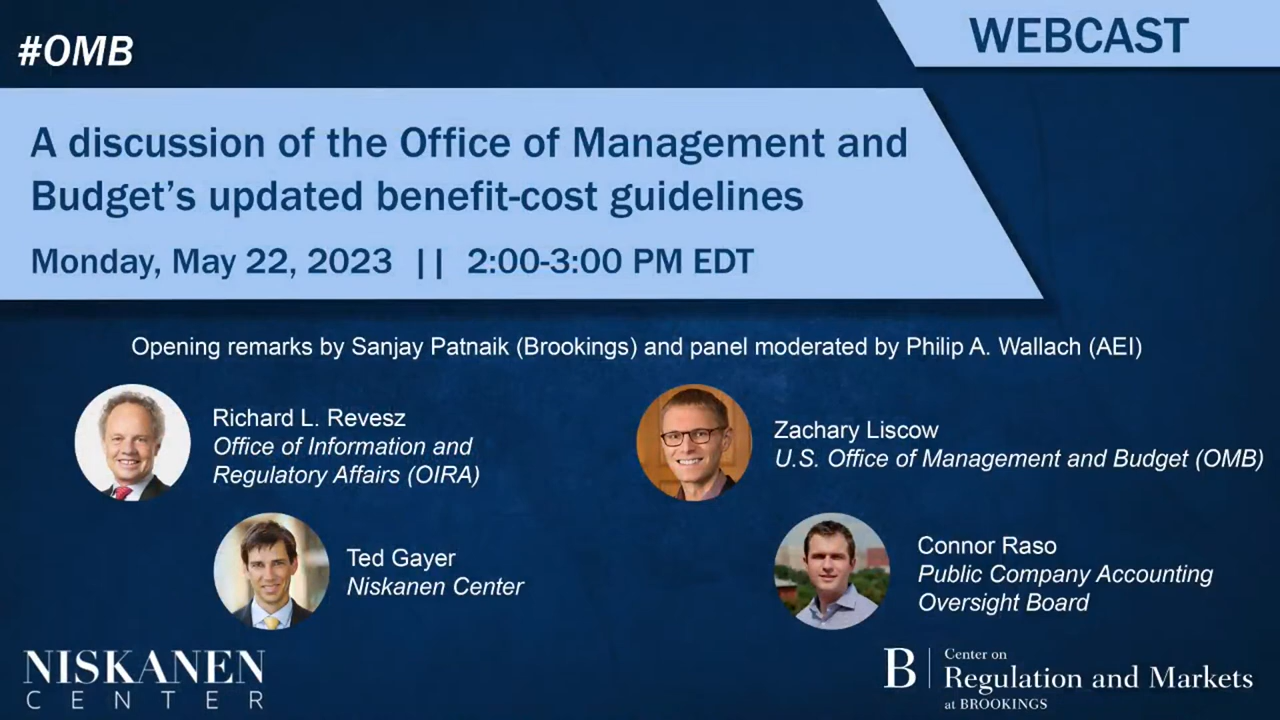 #OMB
WEBCAST
A discussion of the Office of Management and
Budget’s updated benefit-cost guidelines
Monday, May 22, 2023 || 2:00-3:00 PM EDT
Opening remarks by Sanjay Patnaik (Brookings) and panel moderated by Philip A. Wallach (AEI)
Richard L. Revesz
Office of Information and
Regulatory Affairs (OIRA)
Zachary Liscow
U.S. Office of Management and Budget (OMB)
Ted Gayer
Niskanen Center
Connor Raso
Public Company Accounting
Oversight Board
NISKANEN
CENTER
B
Center on
Regulation and Markets
at BROOKINGS